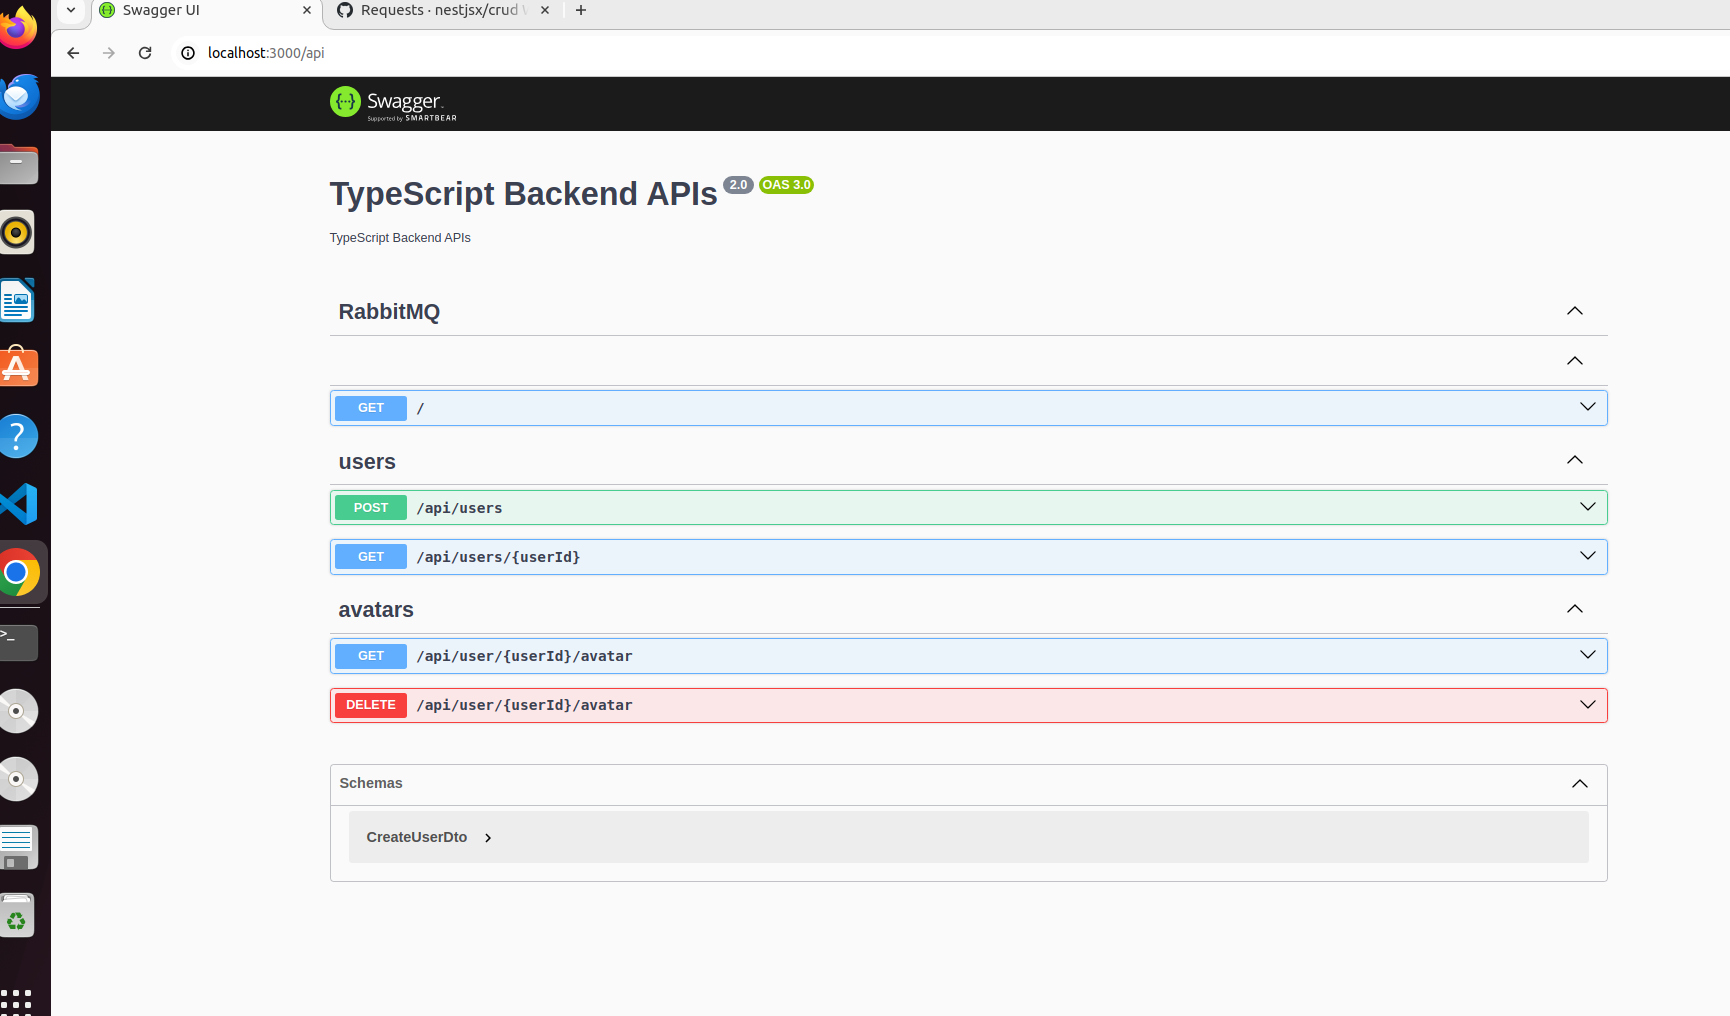 Swagger UI
Requests · nestjsx/crud
localhost:3000/api
Swagger
Supported by SMARTBEAR
TypeScript Backend APIs 2.0 OAS 3.0
TypeScript Backend APIs
RabbitMQ
GET /
users
POST /api/users
GET /api/users/{userId}
avatars
GET /api/user/{userId}/avatar
DELETE /api/user/{userId}/avatar
Schemas
CreateUserDto